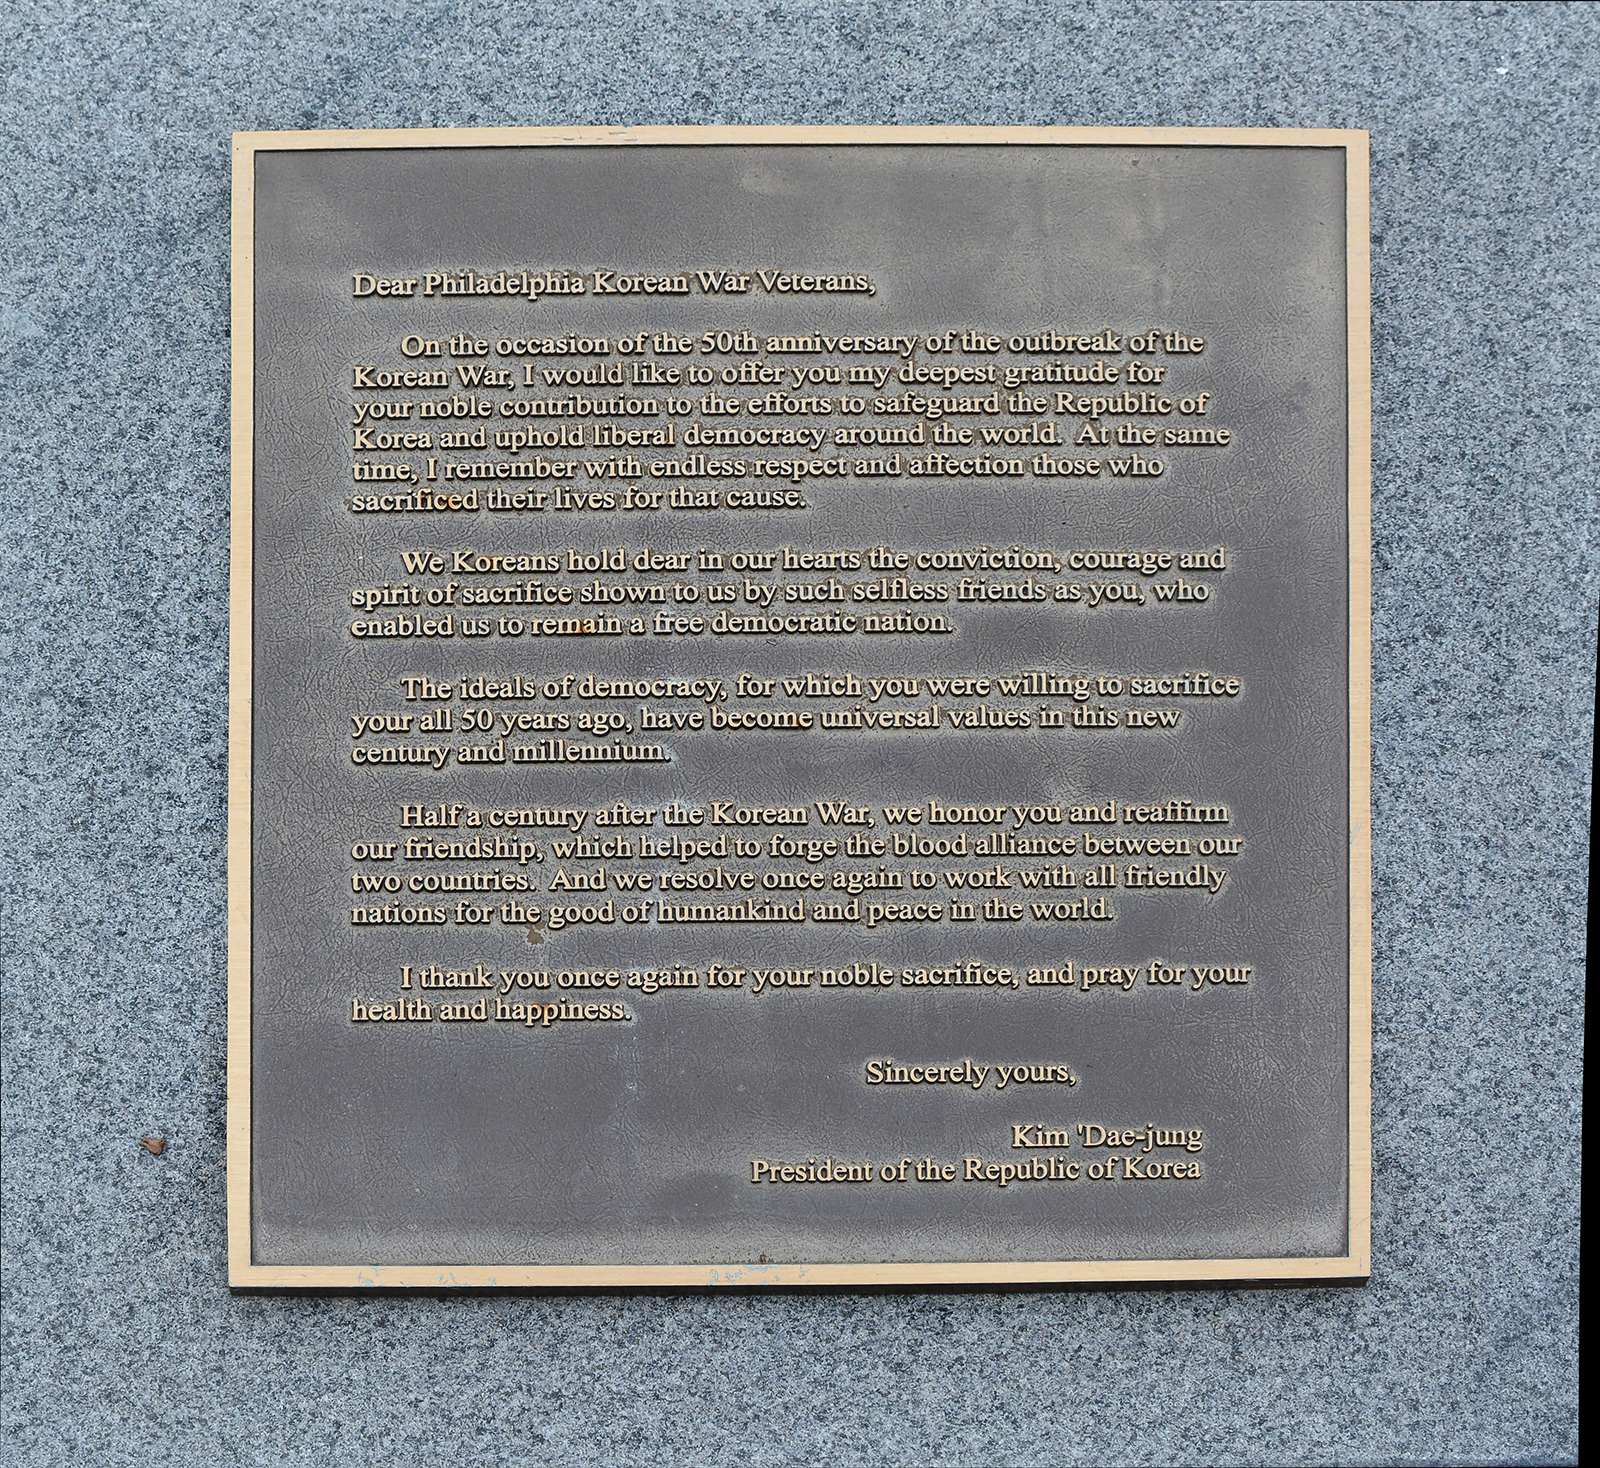 Dear Philadelphia Korean War Veterans,
On the occasion of the 50th anniversary of the outbreak of the
Korean War, I would like to offer you my deepest gratitude for
your noble contribution to the efforts to safeguard the Republic of
Korea and uphold liberal democracy around the world. At the same
time, I remember with endless respect and affection those who
sacrificed their lives for that cause.
We Koreans hold dear in our hearts the conviction, courage and
spirit of sacrifice shown to us by such selfless friends as you, who
enabled us to remain a free democratic nation.
The ideals of democracy, for which you were willing to sacrifice
your all 50 years ago, have become universal values in this new
century and millennium.
Half a century after the Korean War, we honor you and reaffirm
our friendship, which helped to forge the blood alliance between our
two countries. And we resolve once again to work with all friendly
nations for the good of humankind and peace in the world.
I thank you once again for your noble sacrifice, and pray for your
health and happiness.
Sincerely yours,
Kim 'Dae-jung
President of the Republic of Korea